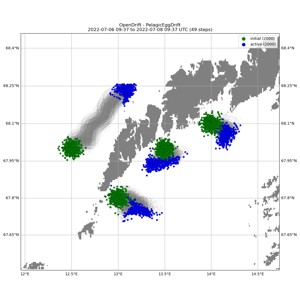 OpenDrift - PelagicEggDrift
2022-07-06 09:37 to 2022-07-08 09:37 UTC (49 steps)
initial (1000)
active (2000)
68.4°N
68.4°N
68.25°N
68.25°N
68.1°N
68.1°N
67.95°N
67.95°N
67.8°N
67.8°N
67.65°N
67.65°N
12°E
12.5°E
13°E
13.5°E
14°E
14.5°E